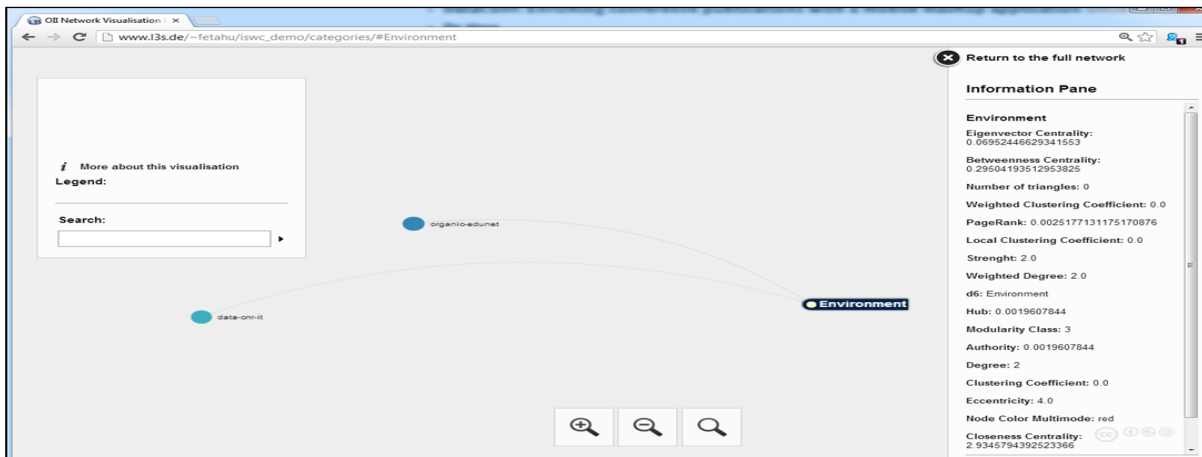 OII Network Visualisation
www.l3s.de/~fetahu/iswc_demo/categories/#Environment
Return to the full network
Information Pane
i More about this visualisation
Legend:
Search:
organic-edunet
data-cnr-it
Environment
Environment
Eigenvector Centrality:
0.06952446629341553
Betweenness Centrality:
0.29504193512953825
Number of triangles: 0
Weighted Clustering Coefficient: 0.0
PageRank: 0.0025177131175170876
Local Clustering Coefficient: 0.0
Strenght: 2.0
Weighted Degree: 2.0
d6: Environment
Hub: 0.0019607844
Modularity Class: 3
Authority: 0.0019607844
Degree: 2
Clustering Coefficient: 0.0
Eccentricity: 4.0
Node Color Multimode: red
Closeness Centrality:
2.9345794392523366